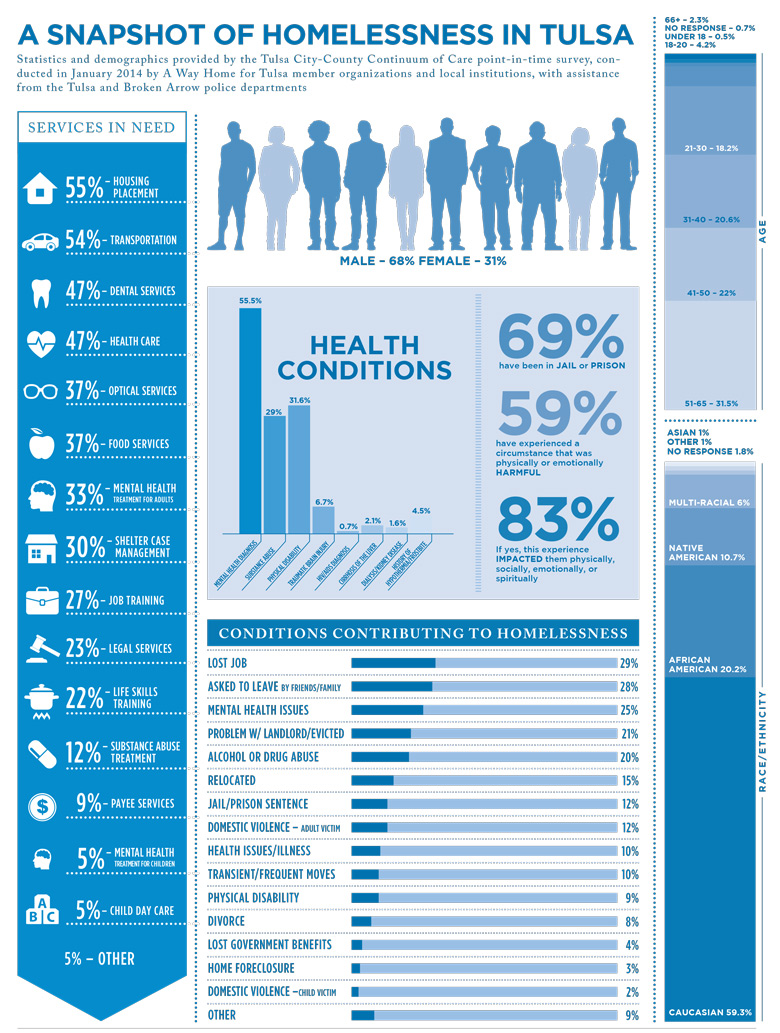 A SNAPSHOT OF HOMELESSNESS IN TULSA
Statistics and demographics provided by the Tulsa City-County Continuum of Care point-in-time survey, con-
ducted in January 2014 by A Way Home for Tulsa member organizations and local institutions, with assistance
from the Tulsa and Broken Arrow police departments
SERVICES IN NEED
55% – HOUSING
PLACEMENT
54% – TRANSPORTATION
47% – DENTAL SERVICES
47% – HEALTH CARE
37% – OPTICAL SERVICES
37% – FOOD SERVICES
33% – MENTAL HEALTH
TREATMENT FOR ADULTS
30% – SHELTER CASE
MANAGEMENT
27% – JOB TRAINING
23% – LEGAL SERVICES
22% – LIFE SKILLS
TRAINING
12% – SUBSTANCE ABUSE
TREATMENT
$
9% – PAYEE SERVICES
5% – MENTAL HEALTH
TREATMENT FOR CHILDREN
A
B C
5% – CHILD DAY CARE
5% – OTHER
MALE – 68% FEMALE – 31%
HEALTH
CONDITIONS
55.5%
29%
31.6%
6.7%
0.7%
2.1%
1.6%
4.5%
MENTAL HEALTH DIAGNOSIS
SUBSTANCE ABUSE
PHYSICAL DISABILITY
TRAUMATIC BRAIN INJURY
HIV/AIDS DIAGNOSIS
CIRRHOSIS OF THE LIVER
DIALYSIS/KIDNEY DISEASE
HISTORY OF
HYPOTHERMIA/FROSTBITE
69%
have been in JAIL or PRISON
59%
have experienced a
circumstance that was
physically or emotionally
HARMFUL
83%
If yes, this experience
IMPACTED them physically,
socially, emotionally, or
spiritually
CONDITIONS CONTRIBUTING TO HOMELESSNESS
LOST JOB 29%
ASKED TO LEAVE BY FRIENDS/FAMILY 28%
MENTAL HEALTH ISSUES 25%
PROBLEM W/ LANDLORD/EVICTED 21%
ALCOHOL OR DRUG ABUSE 20%
RELOCATED 15%
JAIL/PRISON SENTENCE 12%
DOMESTIC VIOLENCE – ADULT VICTIM 12%
HEALTH ISSUES/ILLNESS 10%
TRANSIENT/FREQUENT MOVES 10%
PHYSICAL DISABILITY 9%
DIVORCE 8%
LOST GOVERNMENT BENEFITS 4%
HOME FORECLOSURE 3%
DOMESTIC VIOLENCE –CHILD VICTIM 2%
OTHER 9%
66+ – 2.3%
NO RESPONSE – 0.7%
UNDER 18 – 0.5%
18-20 – 4.2%
21-30 – 18.2%
31-40 – 20.6%
41-50 – 22%
51-65 – 31.5%
AGE
ASIAN 1%
OTHER 1%
NO RESPONSE 1.8%
MULTI-RACIAL 6%
NATIVE
AMERICAN 10.7%
AFRICAN
AMERICAN 20.2%
CAUCASIAN 59.3%
RACE/ETHNICITY